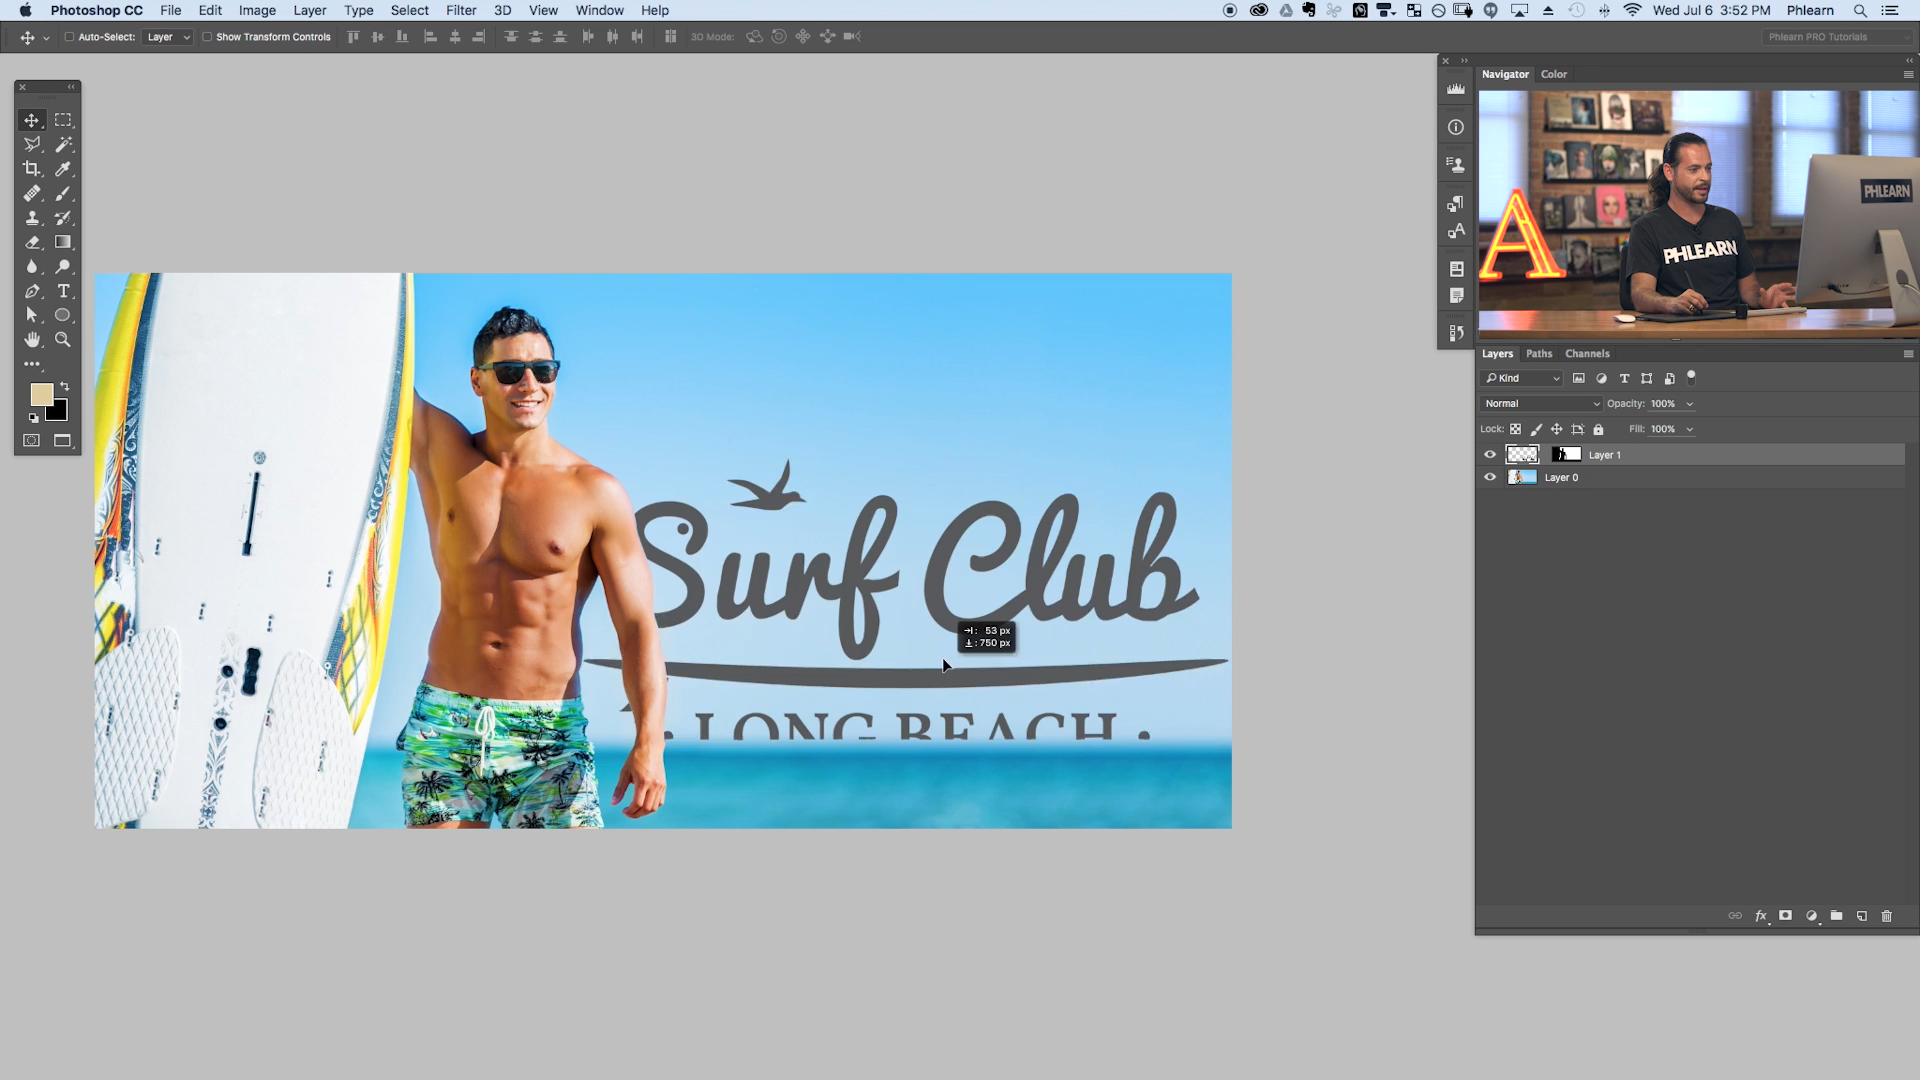 Photoshop CC File Edit Image Layer Type Select Filter 3D View Window Help
Wed Jul 6 3:52 PM Phlearn
Auto-Select: Layer Show Transform Controls
3D Mode:
Phlearn PRO Tutorials
Navigator Color
PHLEARN
A
PHLEARN
Surf Club
53 px
: 750 px
• LONG BEACH •
Layers Paths Channels
Kind
Normal Opacity: 100%
Lock: Fill: 100%
Layer 1
Layer 0
fx